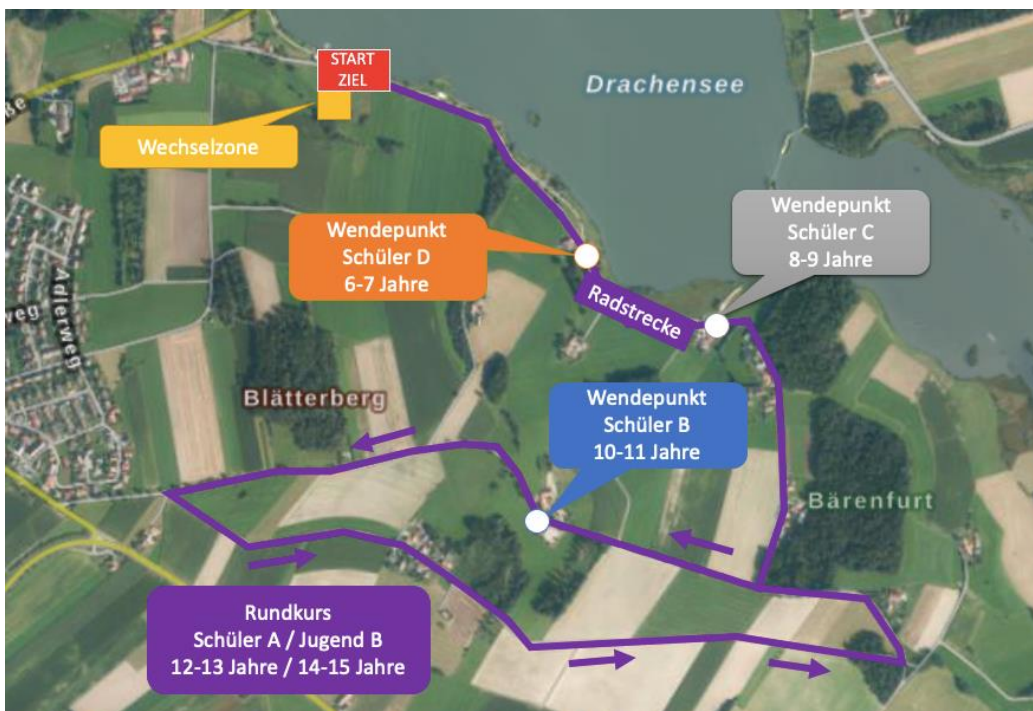 START
ZIEL
Drachensee
Wechselzone
Wendepunkt
Schüler D
6-7 Jahre
Wendepunkt
Schüler C
8-9 Jahre
Radstrecke
Adlerweg
weg
Blätterberg
Wendepunkt
Schüler B
10-11 Jahre
Bärenfurt
Rundkurs
Schüler A / Jugend B
12-13 Jahre / 14-15 Jahre